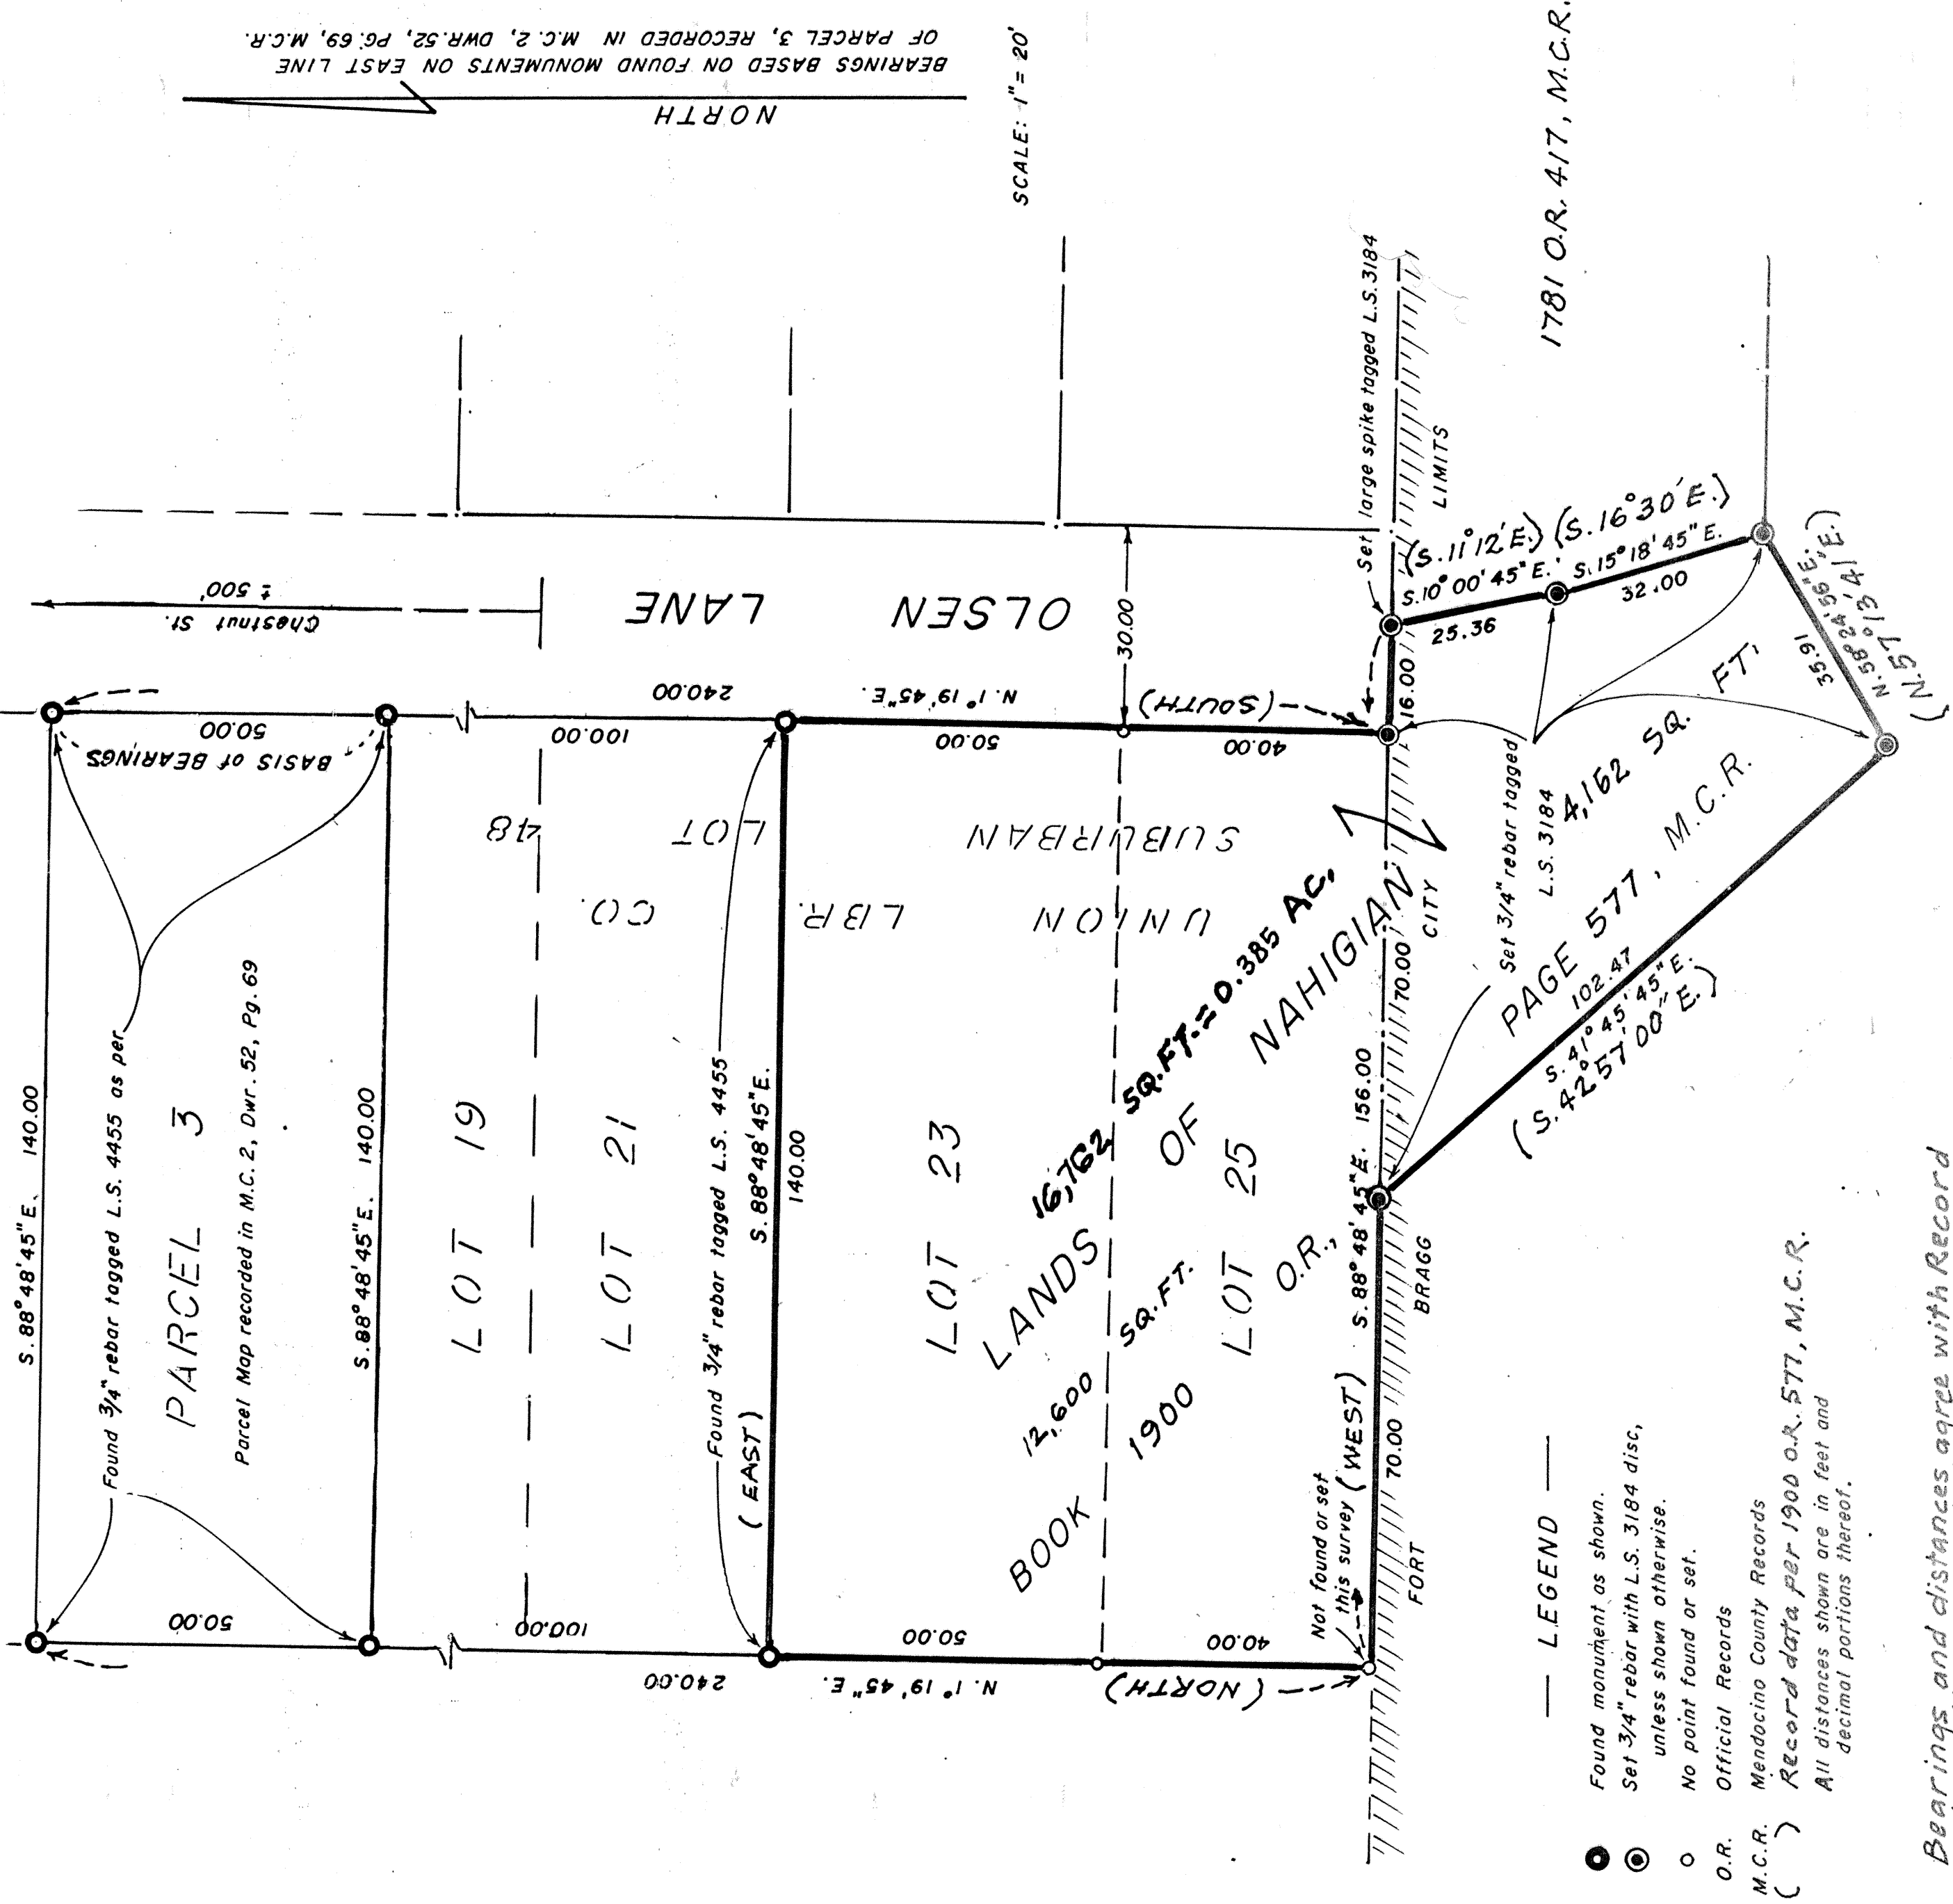 BEARINGS BASED ON FOUND MONUMENTS ON EAST LINE
OF PARCEL 3, RECORDED IN M.C. 2, DWR. 52, PG. 69, M.C.R.
NORTH
SCALE: 1" = 20'
1781 O.R. 417, M.C.R.
Chestnut St.
± 500'
OLSEN LANE
30.00
S. 88° 48' 45" E. 140.00
Found 3/4" rebar tagged L.S. 4455 as per
PARCEL 3
Parcel Map recorded in M.C. 2, Dwr. 52, Pg. 69
50.00
50.00
BASIS of BEARINGS
S. 88° 48' 45" E. 140.00
LOT 19
LOT 21
100.00
100.00
240.00
240.00
SUBURBAN LOT 48
UNION LBR. CO.
Found 3/4" rebar tagged L.S. 4455
(EAST) S. 88° 48' 45" E.
140.00
N. 1° 19' 45" E.
(NORTH)
50.00
40.00
N. 1° 19' 45" E.
(SOUTH)
50.00
40.00
LOT 23
LOT 25
16,762 SQ. FT. = 0.385 AC.
LANDS OF NAHIGIAN
12,600 SQ. FT.
BOOK 1900 O.R., PAGE 577, M.C.R.
Not found or set
this survey
(WEST) S. 88° 48' 45" E. 156.00
70.00
70.00
16.00
FORT BRAGG CITY LIMITS
Set large spike tagged L.S. 3184
Set 3/4" rebar tagged
L.S. 3184
4,162 SQ. FT.
(S. 11° 12' E.)
S. 10° 00' 45" E.
25.36
(S. 16° 30' E.)
S. 15° 18' 45" E.
32.00
35.91
N. 58° 24' 56" E.
(N. 57° 13' 41" E.)
102.47
S. 41° 45' 45" E.
(S. 42° 57' 00" E.)
LEGEND
Found monument as shown.
Set 3/4" rebar with L.S. 3184 disc,
unless shown otherwise.
No point found or set.
O.R. Official Records
M.C.R. Mendocino County Records
( ) Record data per 1900 O.R. 577, M.C.R.
All distances shown are in feet and
decimal portions thereof.
Bearings and distances agree with Record